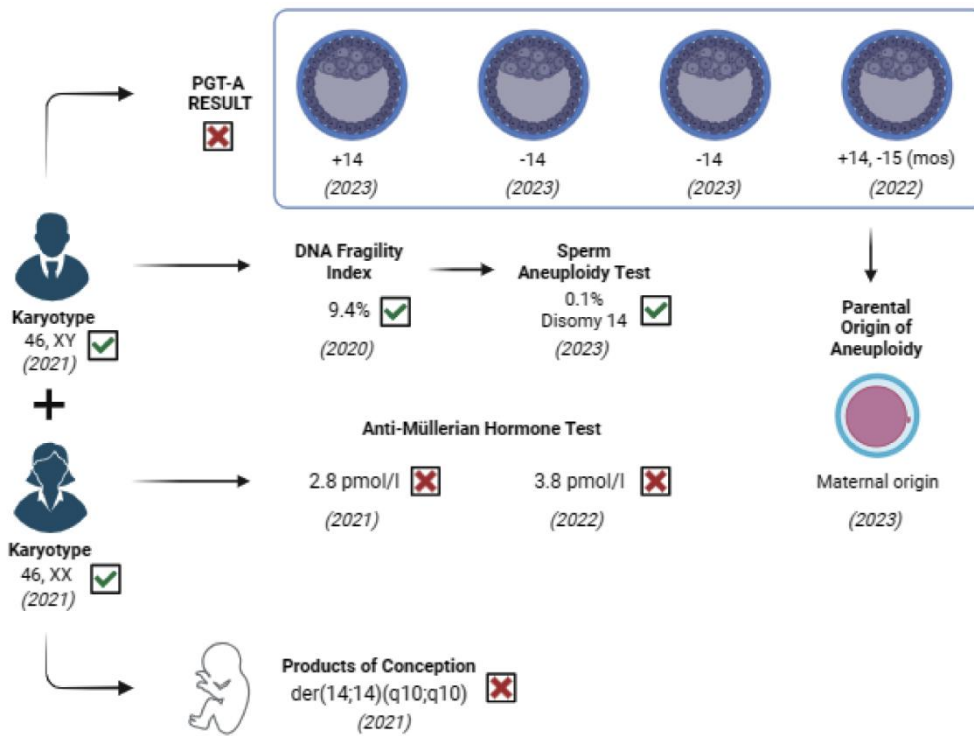 PGT-A
RESULT
+14
(2023)
-14
(2023)
-14
(2023)
+14, -15 (mos)
(2022)
Karyotype
46, XY
(2021)
DNA Fragility
Index
9.4%
(2020)
Sperm
Aneuploidy Test
0.1%
Disomy 14
(2023)
Parental
Origin of
Aneuploidy
Maternal origin
(2023)
+
Anti-Müllerian Hormone Test
2.8 pmol/l
(2021)
3.8 pmol/l
(2022)
Karyotype
46, XX
(2021)
Products of Conception
der(14;14)(q10;q10)
(2021)